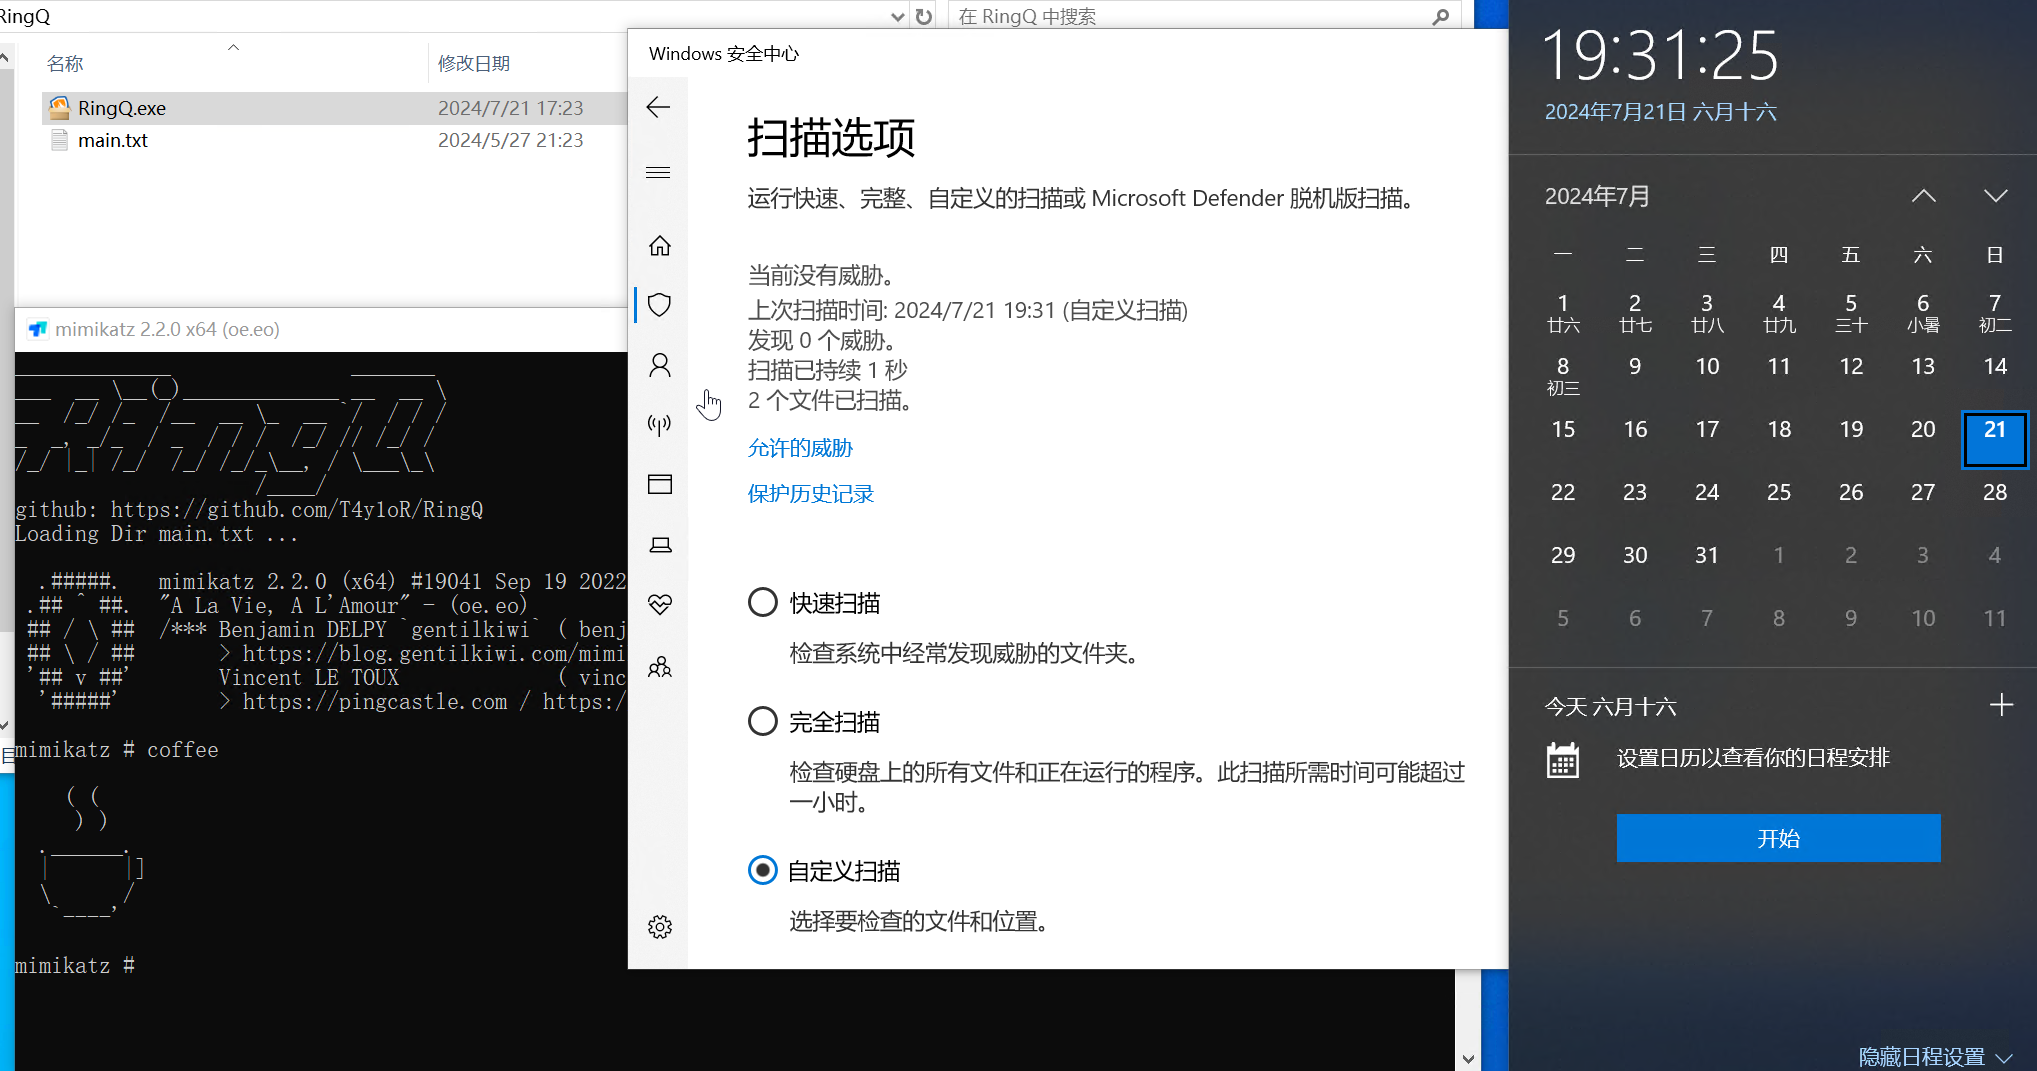 RingQ
在 RingQ 中搜索
名称
修改日期
RingQ.exe
2024/7/21 17:23
main.txt
2024/5/27 21:23
mimikatz 2.2.0 x64 (oe.eo)
github: https://github.com/T4y1oR/RingQ
Loading Dir main.txt ...
.#####.   mimikatz 2.2.0 (x64) #19041 Sep 19 2022
.## ^ ##.  "A La Vie, A L'Amour" - (oe.eo)
## / \ ##  /*** Benjamin DELPY `gentilkiwi` ( benj
## \ / ##       > https://blog.gentilkiwi.com/mimi
'## v ##'       Vincent LE TOUX             ( vinc
'#####'        > https://pingcastle.com / https:/
mimikatz # coffee
mimikatz #
Windows 安全中心
扫描选项
运行快速、完整、自定义的扫描或 Microsoft Defender 脱机版扫描。
当前没有威胁。
上次扫描时间: 2024/7/21 19:31 (自定义扫描)
发现 0 个威胁。
扫描已持续 1 秒
2 个文件已扫描。
允许的威胁
保护历史记录
快速扫描
检查系统中经常发现威胁的文件夹。
完全扫描
检查硬盘上的所有文件和正在运行的程序。此扫描所需时间可能超过
一小时。
自定义扫描
选择要检查的文件和位置。
19:31:25
2024年7月21日 六月十六
2024年7月
一 二 三 四 五 六 日
1 2 3 4 5 6 7
廿六 廿七 廿八 廿九 三十 小暑 初二
8 9 10 11 12 13 14
初三
15 16 17 18 19 20 21
22 23 24 25 26 27 28
29 30 31 1 2 3 4
5 6 7 8 9 10 11
今天 六月十六
设置日历以查看你的日程安排
开始
隐藏日程设置